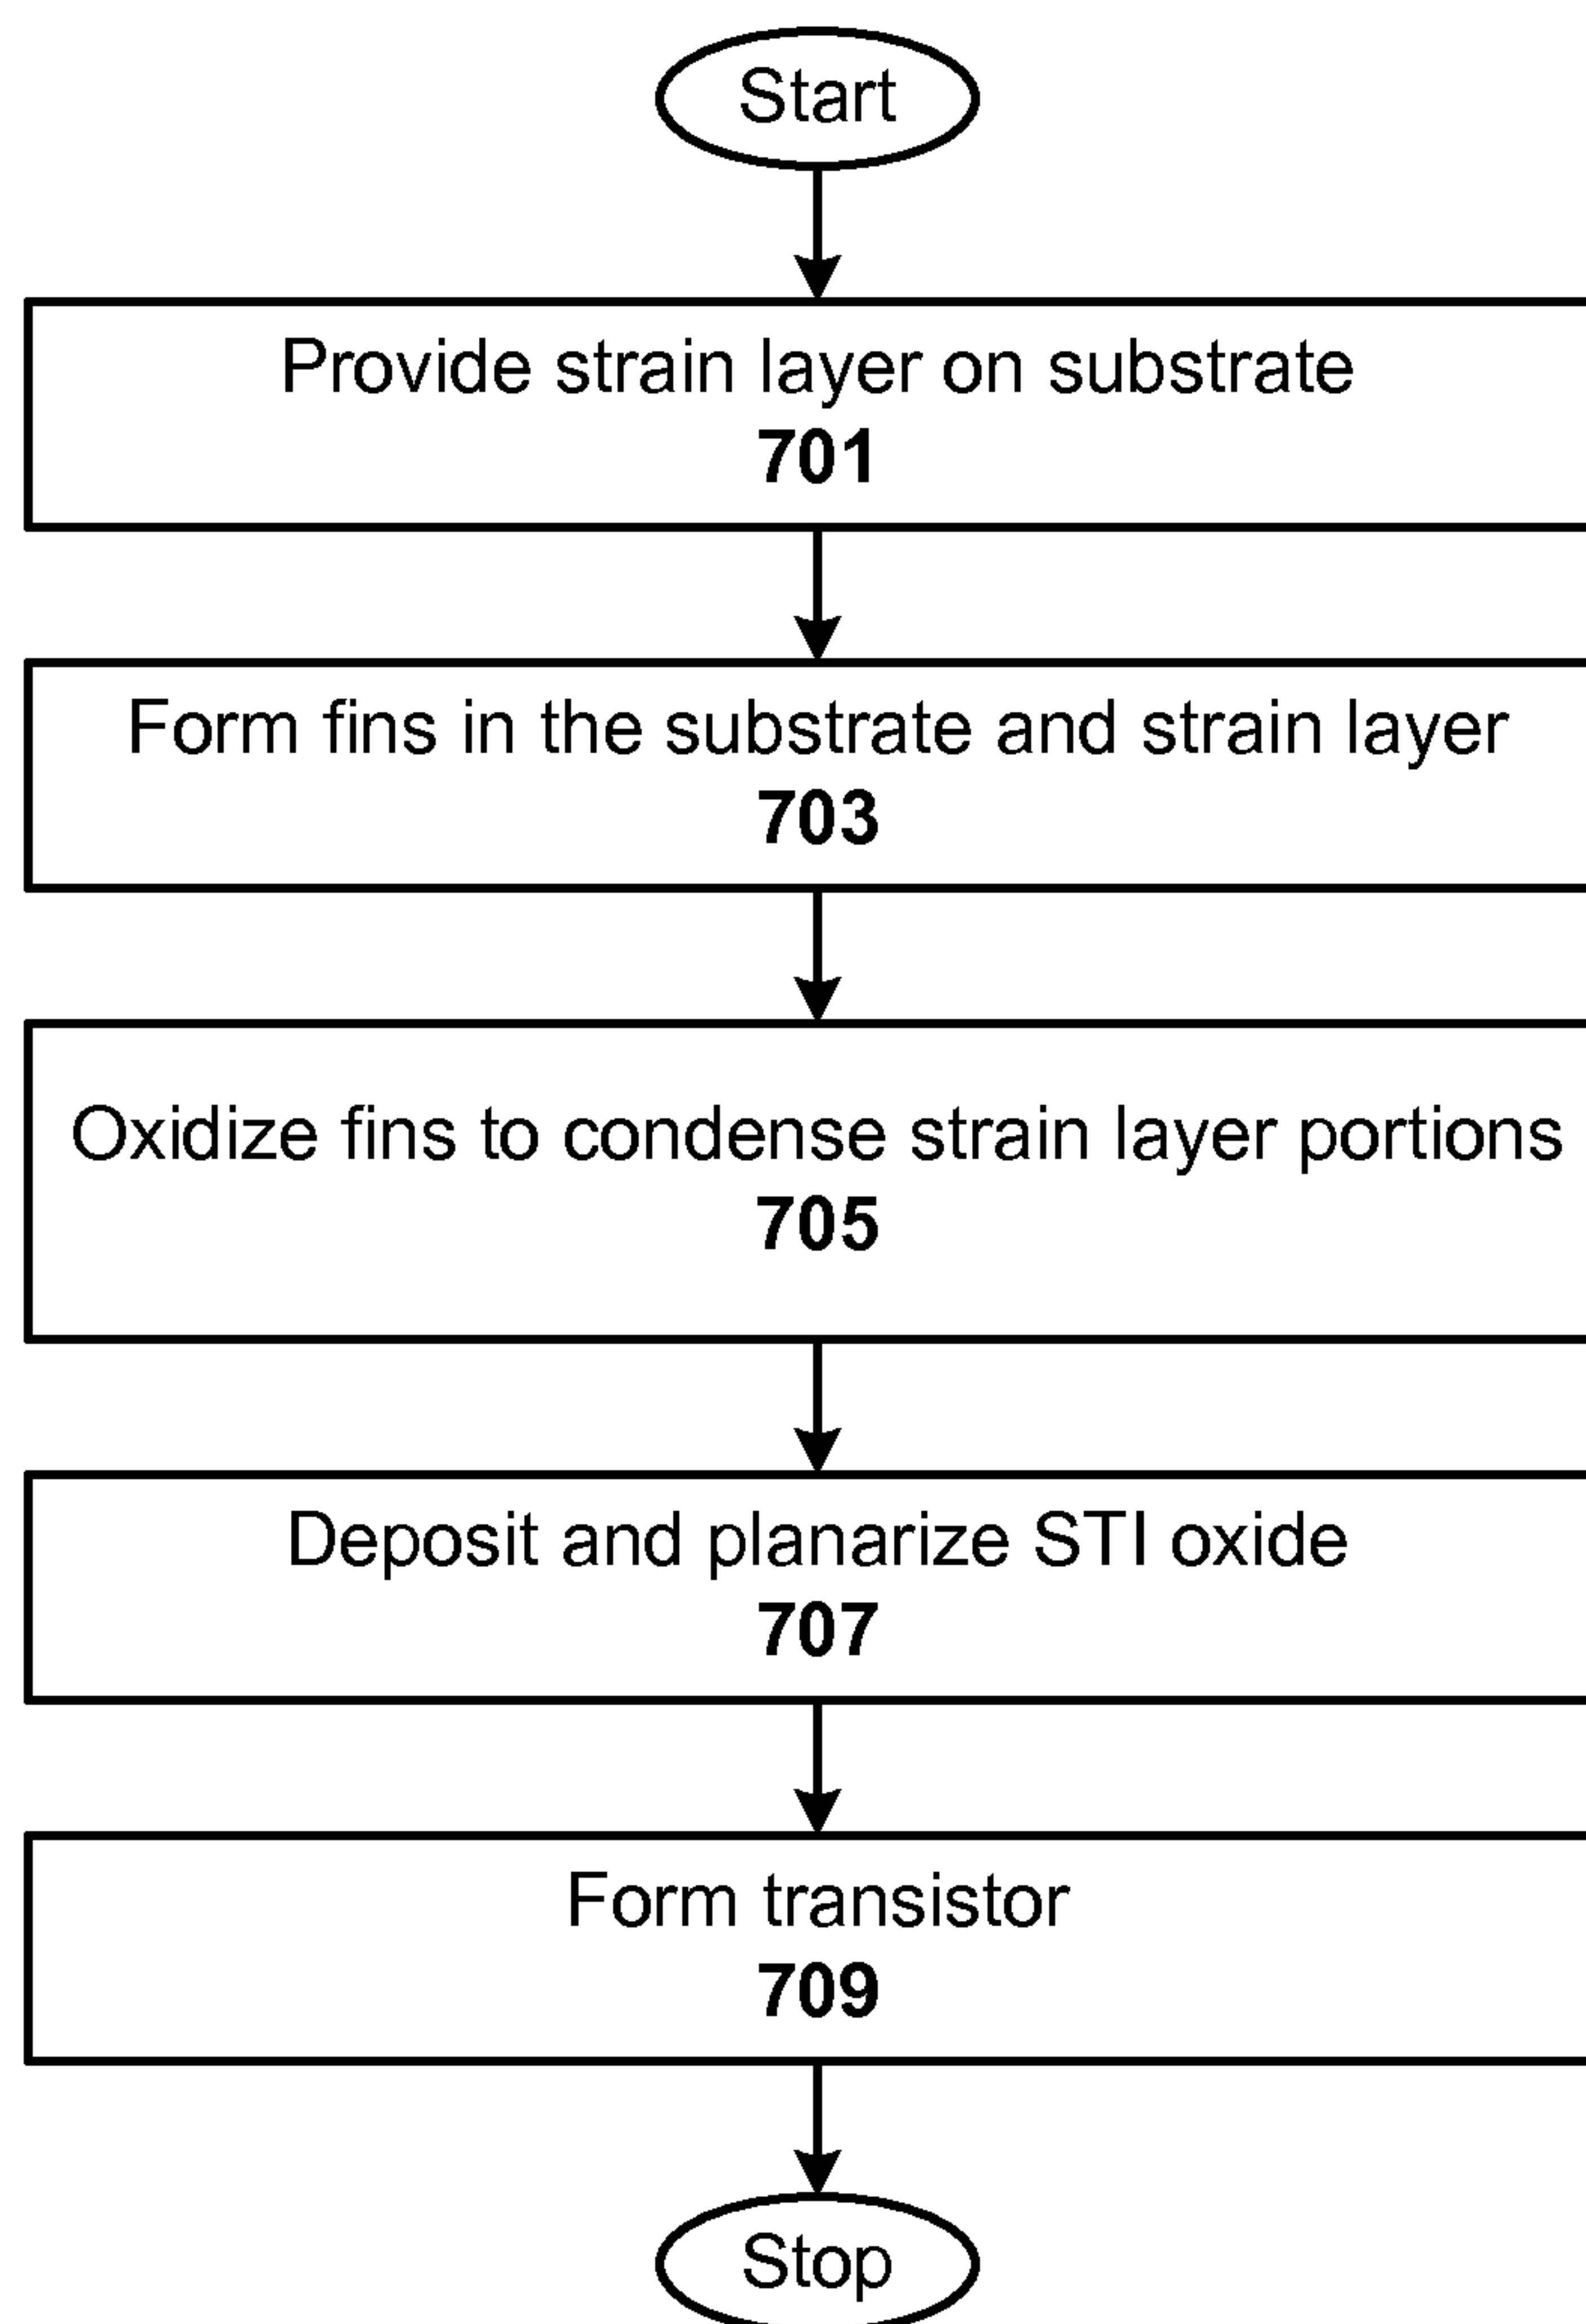 Start
Provide strain layer on substrate
701
Form fins in the substrate and strain layer
703
Oxidize fins to condense strain layer portions
705
Deposit and planarize STI oxide
707
Form transistor
709
Stop